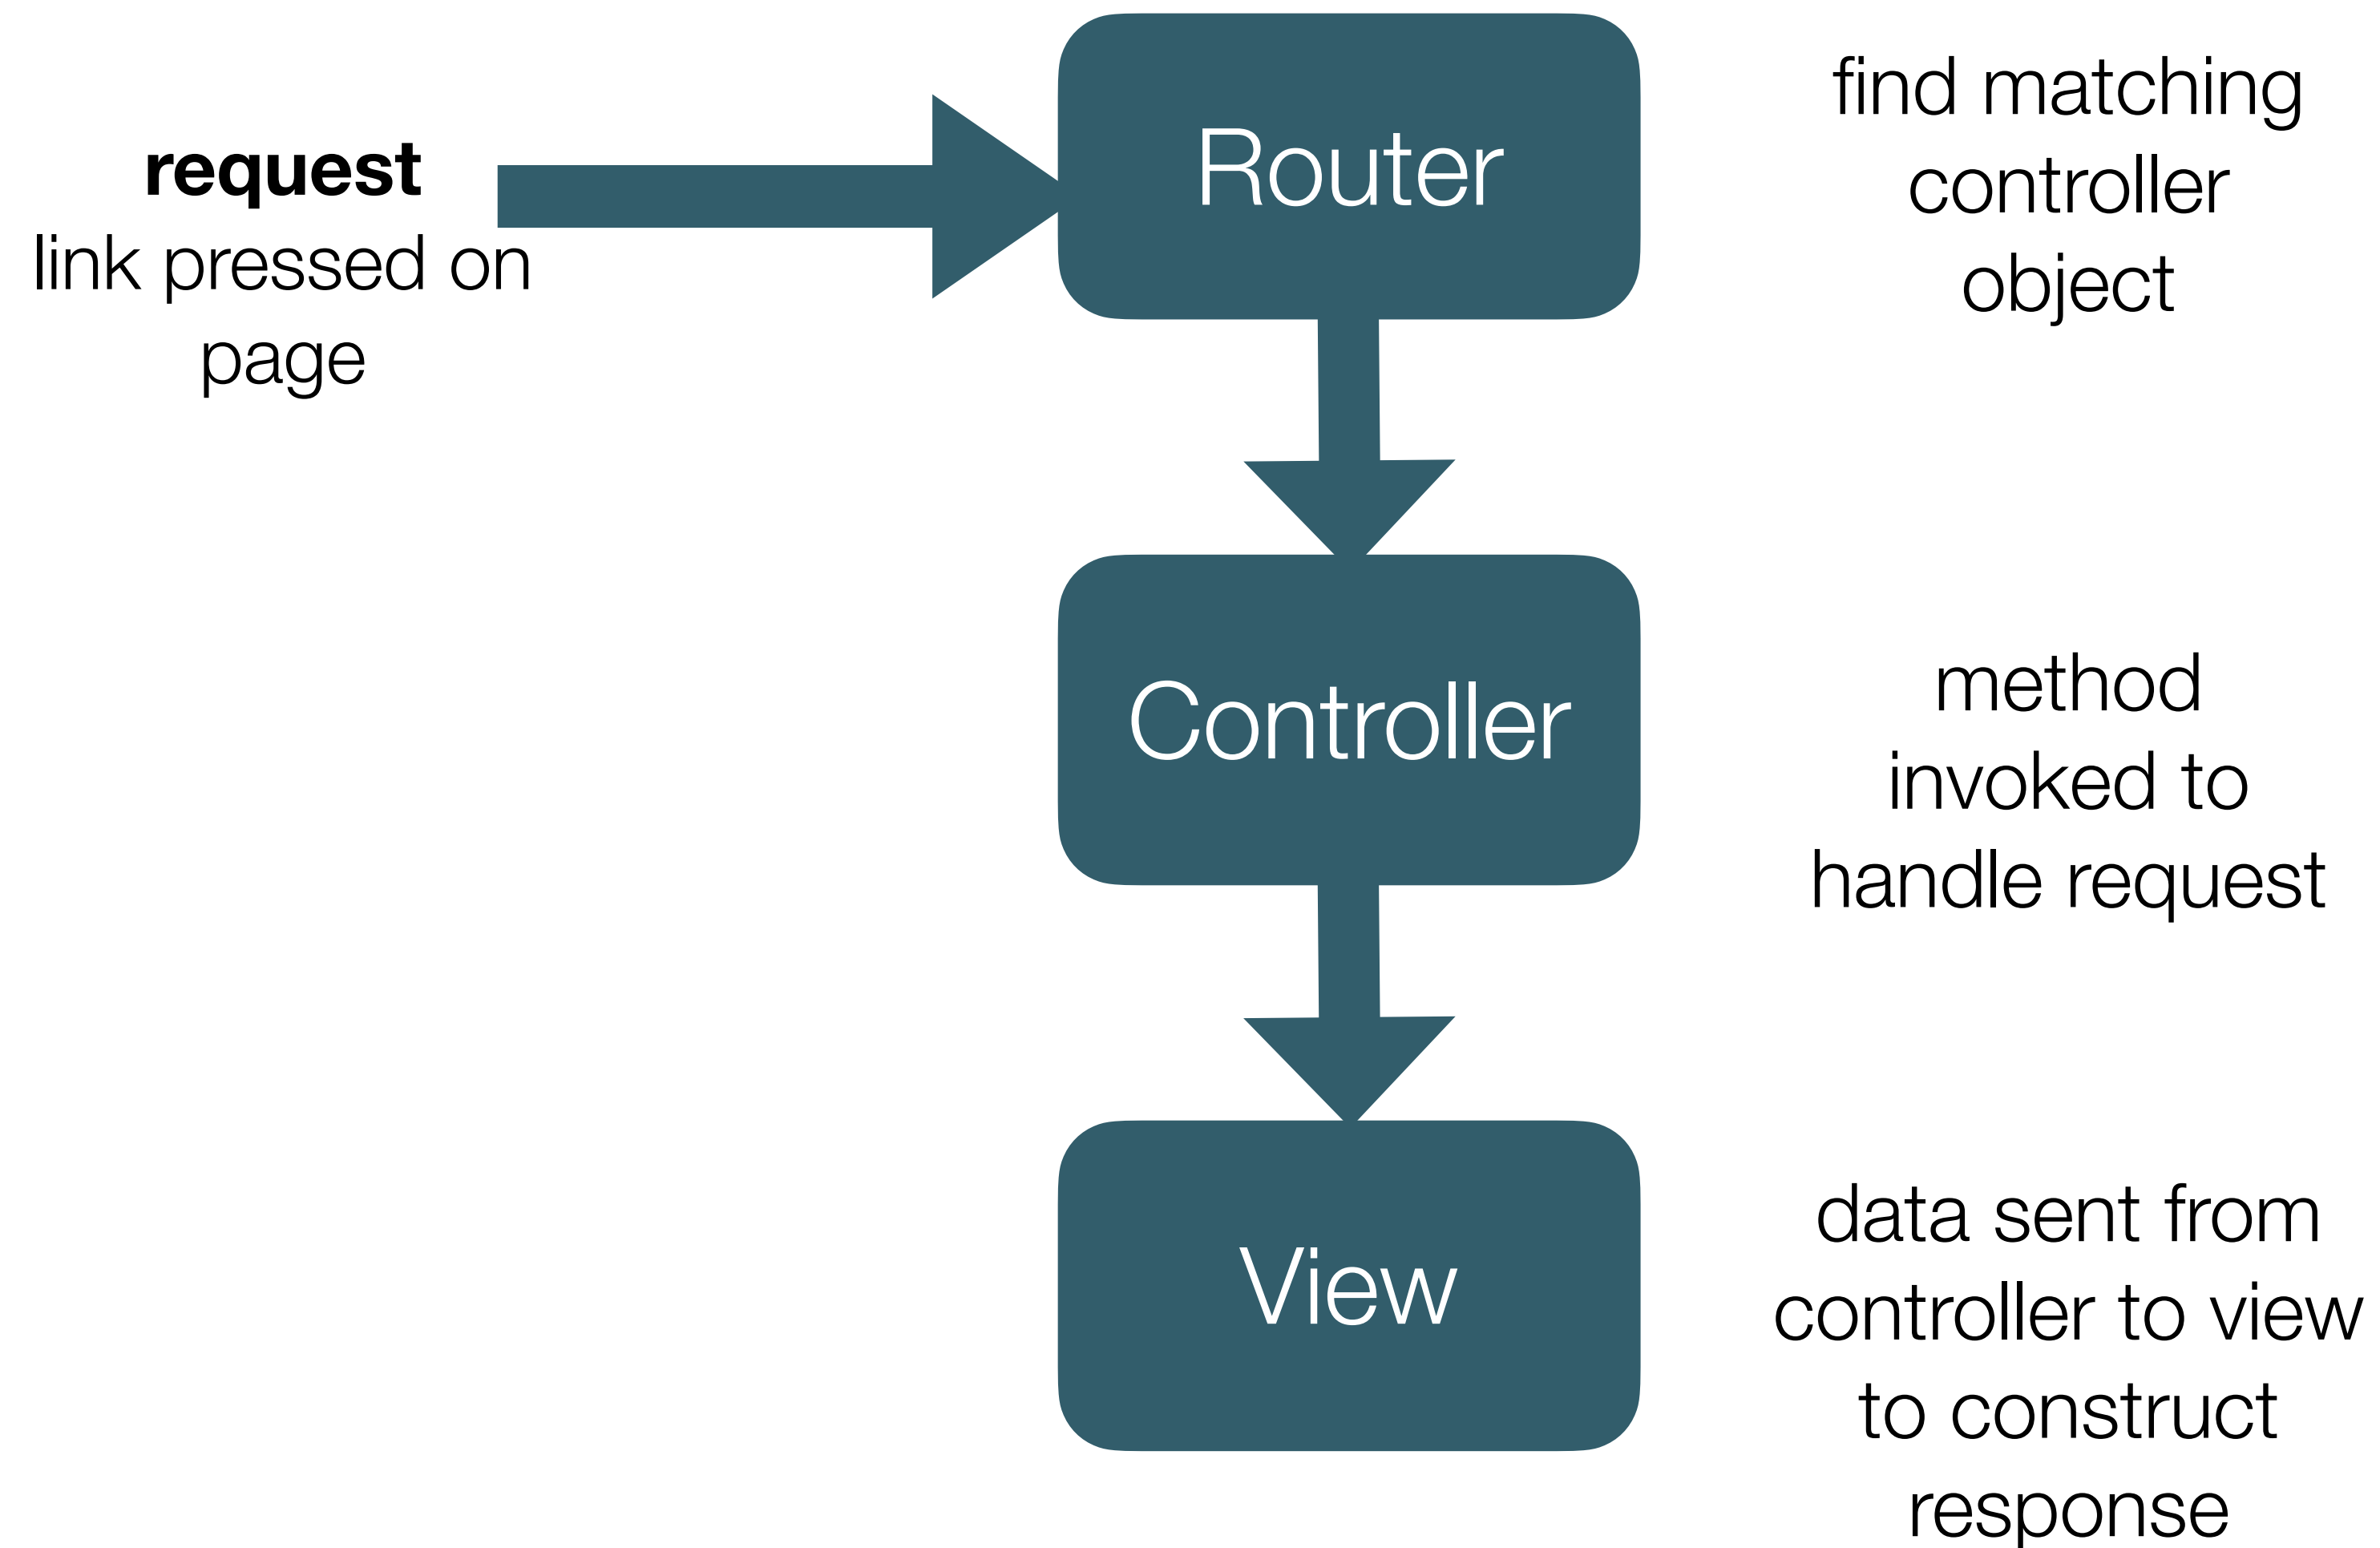 request
link pressed on
page
Router
find matching
controller
object
Controller
method
invoked to
handle request
View
data sent from
controller to view
to construct
response